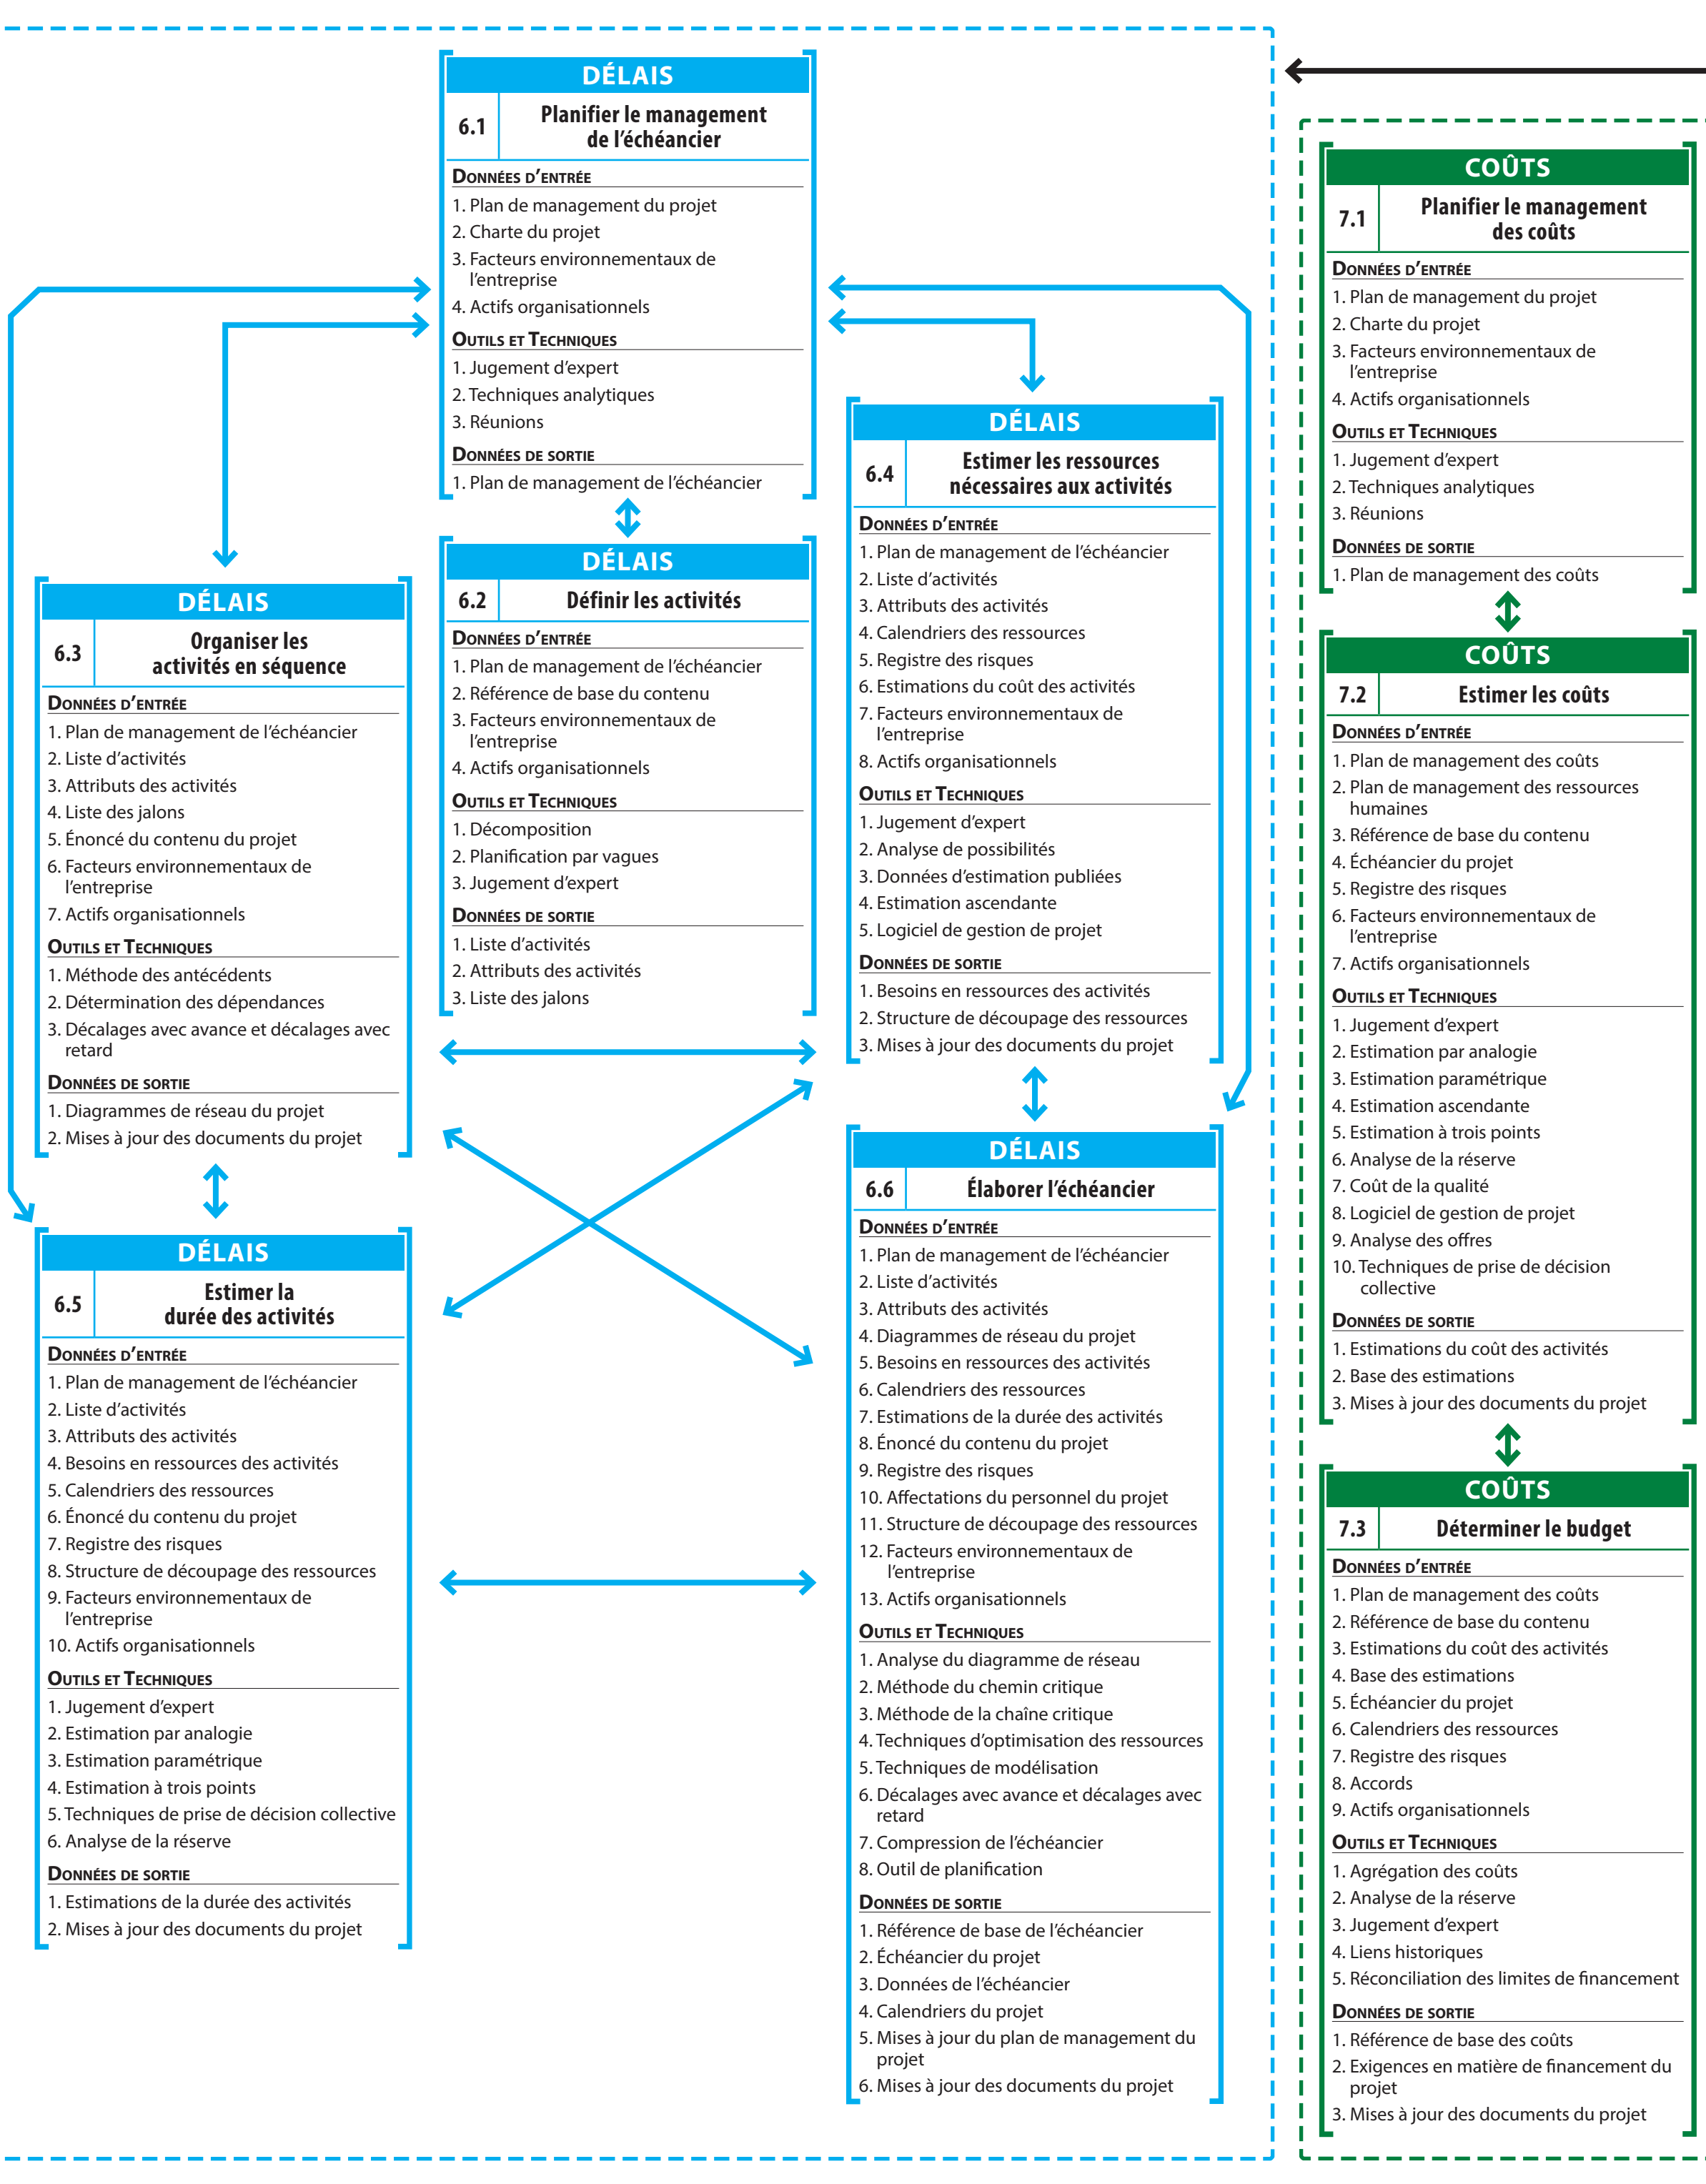 DÉLAIS
6.1
Planifier le management
de l’échéancier
Données d’entrée
1. Plan de management du projet
2. Charte du projet
3. Facteurs environnementaux de
l’entreprise
4. Actifs organisationnels
Outils et Techniques
1. Jugement d’expert
2. Techniques analytiques
3. Réunions
Données de sortie
1. Plan de management de l’échéancier
DÉLAIS
6.2
Définir les activités
Données d’entrée
1. Plan de management de l’échéancier
2. Référence de base du contenu
3. Facteurs environnementaux de
l’entreprise
4. Actifs organisationnels
Outils et Techniques
1. Décomposition
2. Planification par vagues
3. Jugement d’expert
Données de sortie
1. Liste d’activités
2. Attributs des activités
3. Liste des jalons
DÉLAIS
6.3
Organiser les
activités en séquence
Données d’entrée
1. Plan de management de l’échéancier
2. Liste d’activités
3. Attributs des activités
4. Liste des jalons
5. Énoncé du contenu du projet
6. Facteurs environnementaux de
l’entreprise
7. Actifs organisationnels
Outils et Techniques
1. Méthode des antécédents
2. Détermination des dépendances
3. Décalages avec avance et décalages avec
retard
Données de sortie
1. Diagrammes de réseau du projet
2. Mises à jour des documents du projet
DÉLAIS
6.4
Estimer les ressources
nécessaires aux activités
Données d’entrée
1. Plan de management de l’échéancier
2. Liste d’activités
3. Attributs des activités
4. Calendriers des ressources
5. Registre des risques
6. Estimations du coût des activités
7. Facteurs environnementaux de
l’entreprise
8. Actifs organisationnels
Outils et Techniques
1. Jugement d’expert
2. Analyse de possibilités
3. Données d’estimation publiées
4. Estimation ascendante
5. Logiciel de gestion de projet
Données de sortie
1. Besoins en ressources des activités
2. Structure de découpage des ressources
3. Mises à jour des documents du projet
DÉLAIS
6.5
Estimer la
durée des activités
Données d’entrée
1. Plan de management de l’échéancier
2. Liste d’activités
3. Attributs des activités
4. Besoins en ressources des activités
5. Calendriers des ressources
6. Énoncé du contenu du projet
7. Registre des risques
8. Structure de découpage des ressources
9. Facteurs environnementaux de
l’entreprise
10. Actifs organisationnels
Outils et Techniques
1. Jugement d’expert
2. Estimation par analogie
3. Estimation paramétrique
4. Estimation à trois points
5. Techniques de prise de décision collective
6. Analyse de la réserve
Données de sortie
1. Estimations de la durée des activités
2. Mises à jour des documents du projet
DÉLAIS
6.6
Élaborer l’échéancier
Données d’entrée
1. Plan de management de l’échéancier
2. Liste d’activités
3. Attributs des activités
4. Diagrammes de réseau du projet
5. Besoins en ressources des activités
6. Calendriers des ressources
7. Estimations de la durée des activités
8. Énoncé du contenu du projet
9. Registre des risques
10. Affectations du personnel du projet
11. Structure de découpage des ressources
12. Facteurs environnementaux de
l’entreprise
13. Actifs organisationnels
Outils et Techniques
1. Analyse du diagramme de réseau
2. Méthode du chemin critique
3. Méthode de la chaîne critique
4. Techniques d’optimisation des ressources
5. Techniques de modélisation
6. Décalages avec avance et décalages avec
retard
7. Compression de l’échéancier
8. Outil de planification
Données de sortie
1. Référence de base de l’échéancier
2. Échéancier du projet
3. Données de l’échéancier
4. Calendriers du projet
5. Mises à jour du plan de management du
projet
6. Mises à jour des documents du projet
COÛTS
7.1
Planifier le management
des coûts
Données d’entrée
1. Plan de management du projet
2. Charte du projet
3. Facteurs environnementaux de
l’entreprise
4. Actifs organisationnels
Outils et Techniques
1. Jugement d’expert
2. Techniques analytiques
3. Réunions
Données de sortie
1. Plan de management des coûts
COÛTS
7.2
Estimer les coûts
Données d’entrée
1. Plan de management des coûts
2. Plan de management des ressources
humaines
3. Référence de base du contenu
4. Échéancier du projet
5. Registre des risques
6. Facteurs environnementaux de
l’entreprise
7. Actifs organisationnels
Outils et Techniques
1. Jugement d’expert
2. Estimation par analogie
3. Estimation paramétrique
4. Estimation ascendante
5. Estimation à trois points
6. Analyse de la réserve
7. Coût de la qualité
8. Logiciel de gestion de projet
9. Analyse des offres
10. Techniques de prise de décision
collective
Données de sortie
1. Estimations du coût des activités
2. Base des estimations
3. Mises à jour des documents du projet
COÛTS
7.3
Déterminer le budget
Données d’entrée
1. Plan de management des coûts
2. Référence de base du contenu
3. Estimations du coût des activités
4. Base des estimations
5. Échéancier du projet
6. Calendriers des ressources
7. Registre des risques
8. Accords
9. Actifs organisationnels
Outils et Techniques
1. Agrégation des coûts
2. Analyse de la réserve
3. Jugement d’expert
4. Liens historiques
5. Réconciliation des limites de financement
Données de sortie
1. Référence de base des coûts
2. Exigences en matière de financement du
projet
3. Mises à jour des documents du projet